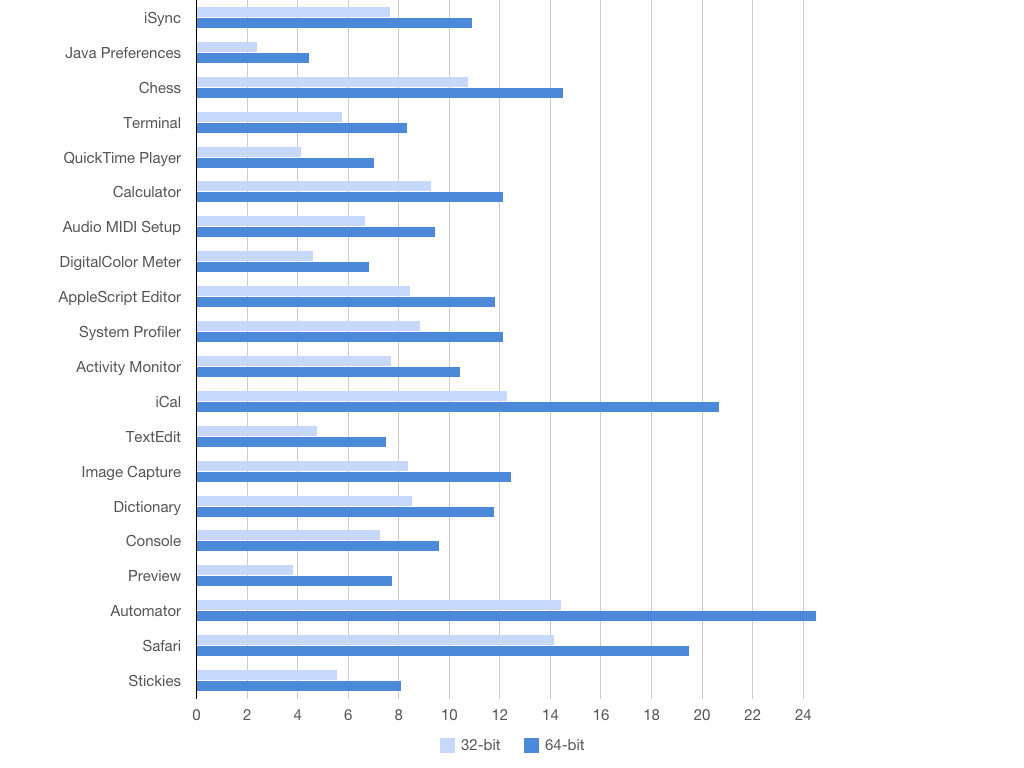 iSync
Java Preferences
Chess
Terminal
QuickTime Player
Calculator
Audio MIDI Setup
DigitalColor Meter
AppleScript Editor
System Profiler
Activity Monitor
iCal
TextEdit
Image Capture
Dictionary
Console
Preview
Automator
Safari
Stickies
0 2 4 6 8 10 12 14 16 18 20 22 24
32-bit 64-bit